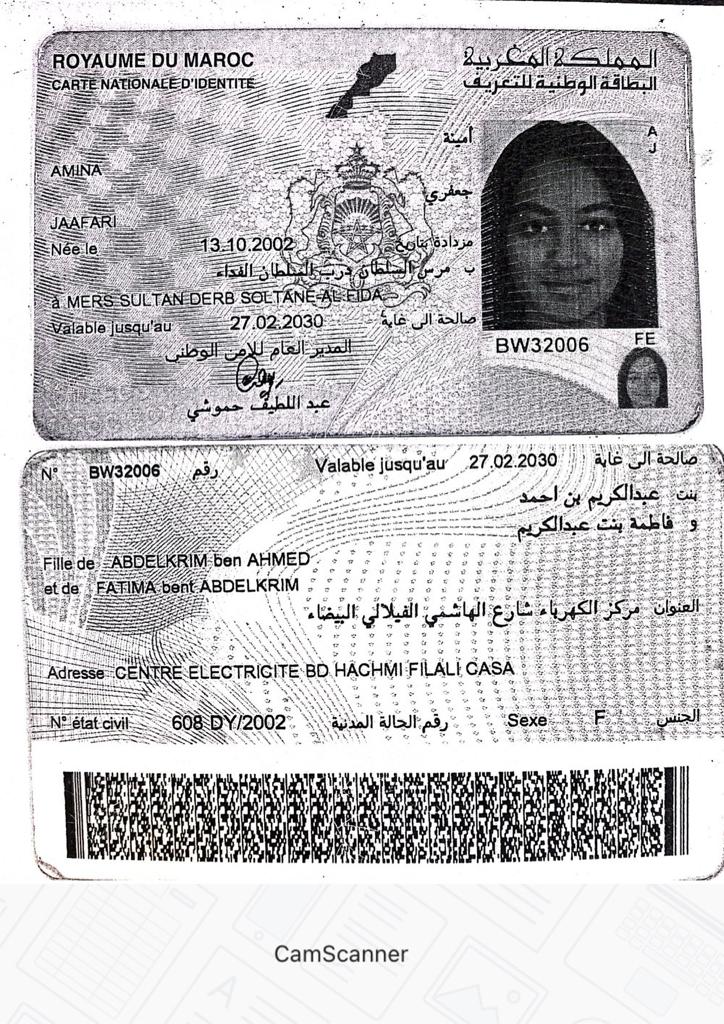 ROYAUME DU MAROC المملكة المغربية
CARTE NATIONALE D'IDENTITE البطاقة الوطنية للتعريف
أمينة
AMINA
جعفري
JAAFARI
Née le 13.10.2002 مزدادة بتاريخ
ب مرس السلطان درب السلطان الفداء
à MERS SULTAN DERB SOLTANE-AL FIDA
Valable jusqu'au 27.02.2030 صالحة الى غاية
المدير العام للأمن الوطني
عبد اللطيف حموشي
A
J
BW32006
FE
N° BW32006 رقم Valable jusqu'au 27.02.2030 صالحة الى غاية
بنت عبدالكريم بن احمد
و فاطمة بنت عبدالكريم
Fille de ABDELKRIM ben AHMED
et de FATIMA bent ABDELKRIM
العنوان مركز الكهرباء شارع الهاشمي الفيلالي البيضاء
Adresse CENTRE ELECTRICITE BD HACHMI FILALI CASA
N° état civil 608 DY/2002 رقم الحالة المدنية Sexe F الجنس
CamScanner